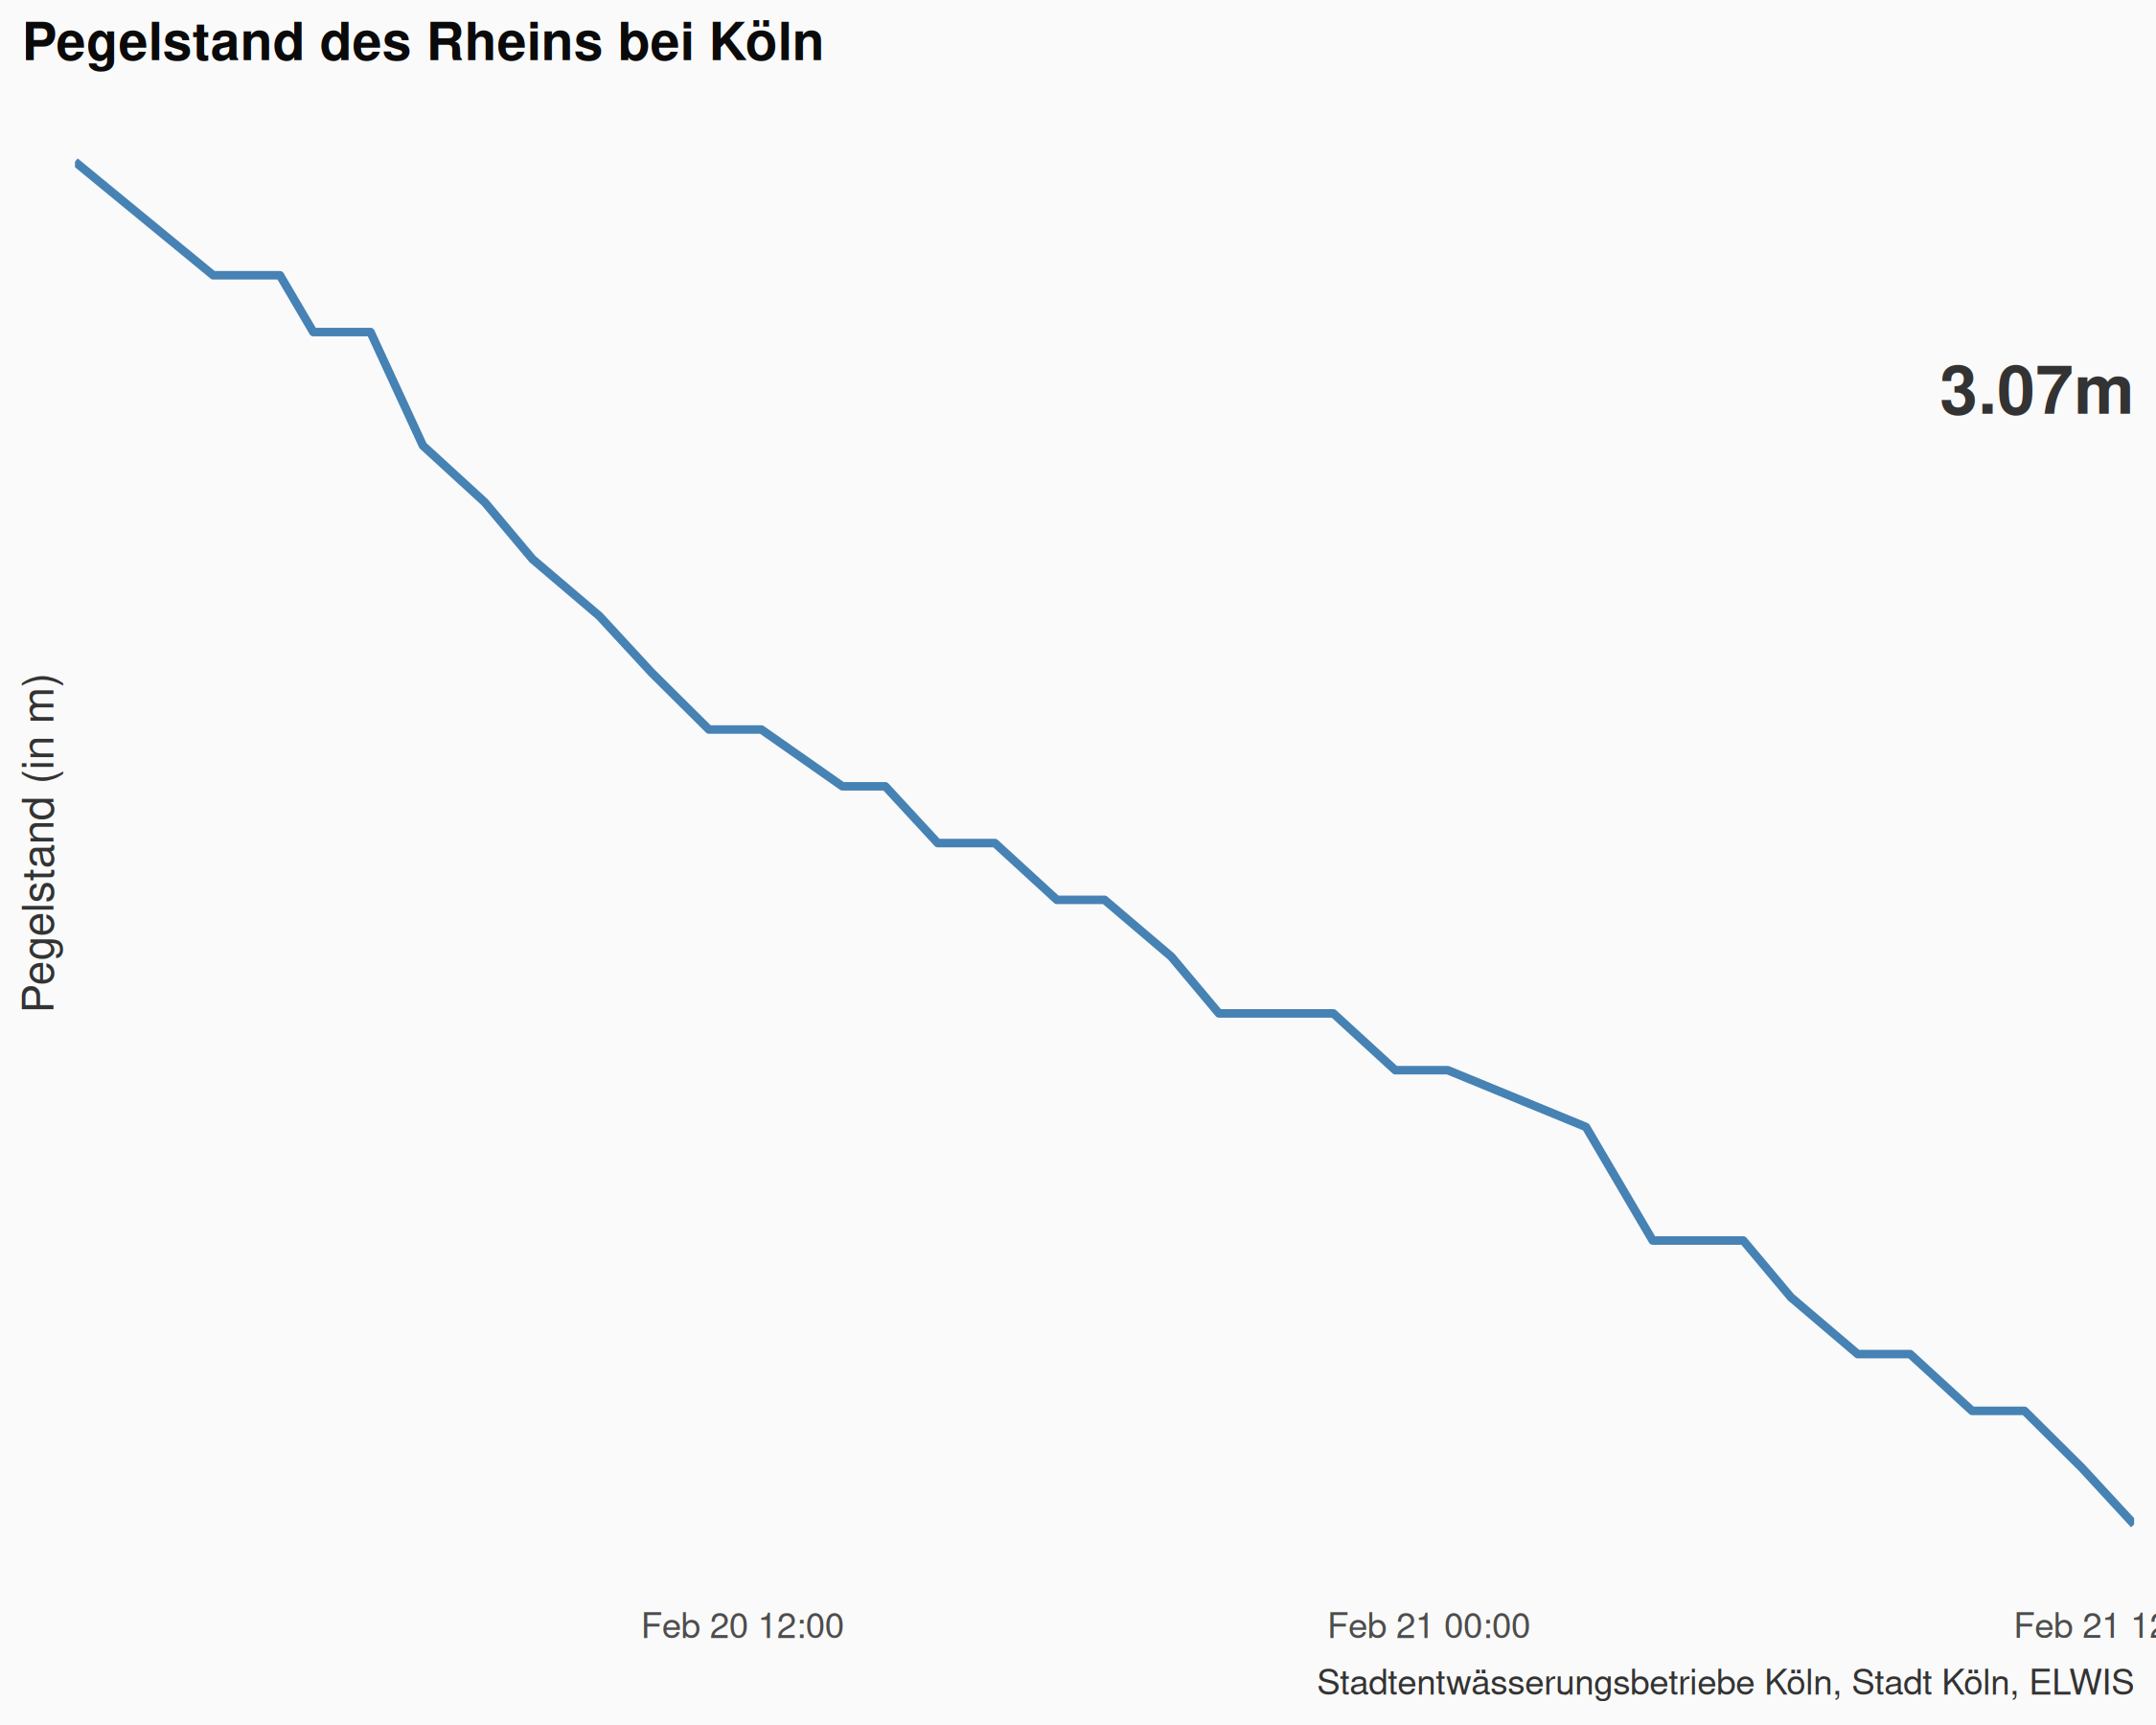 Pegelstand des Rheins bei Köln
3.07m
Pegelstand (in m)
Feb 20 12:00
Feb 21 00:00
Feb 21 12
Stadtentwässerungsbetriebe Köln, Stadt Köln, ELWIS